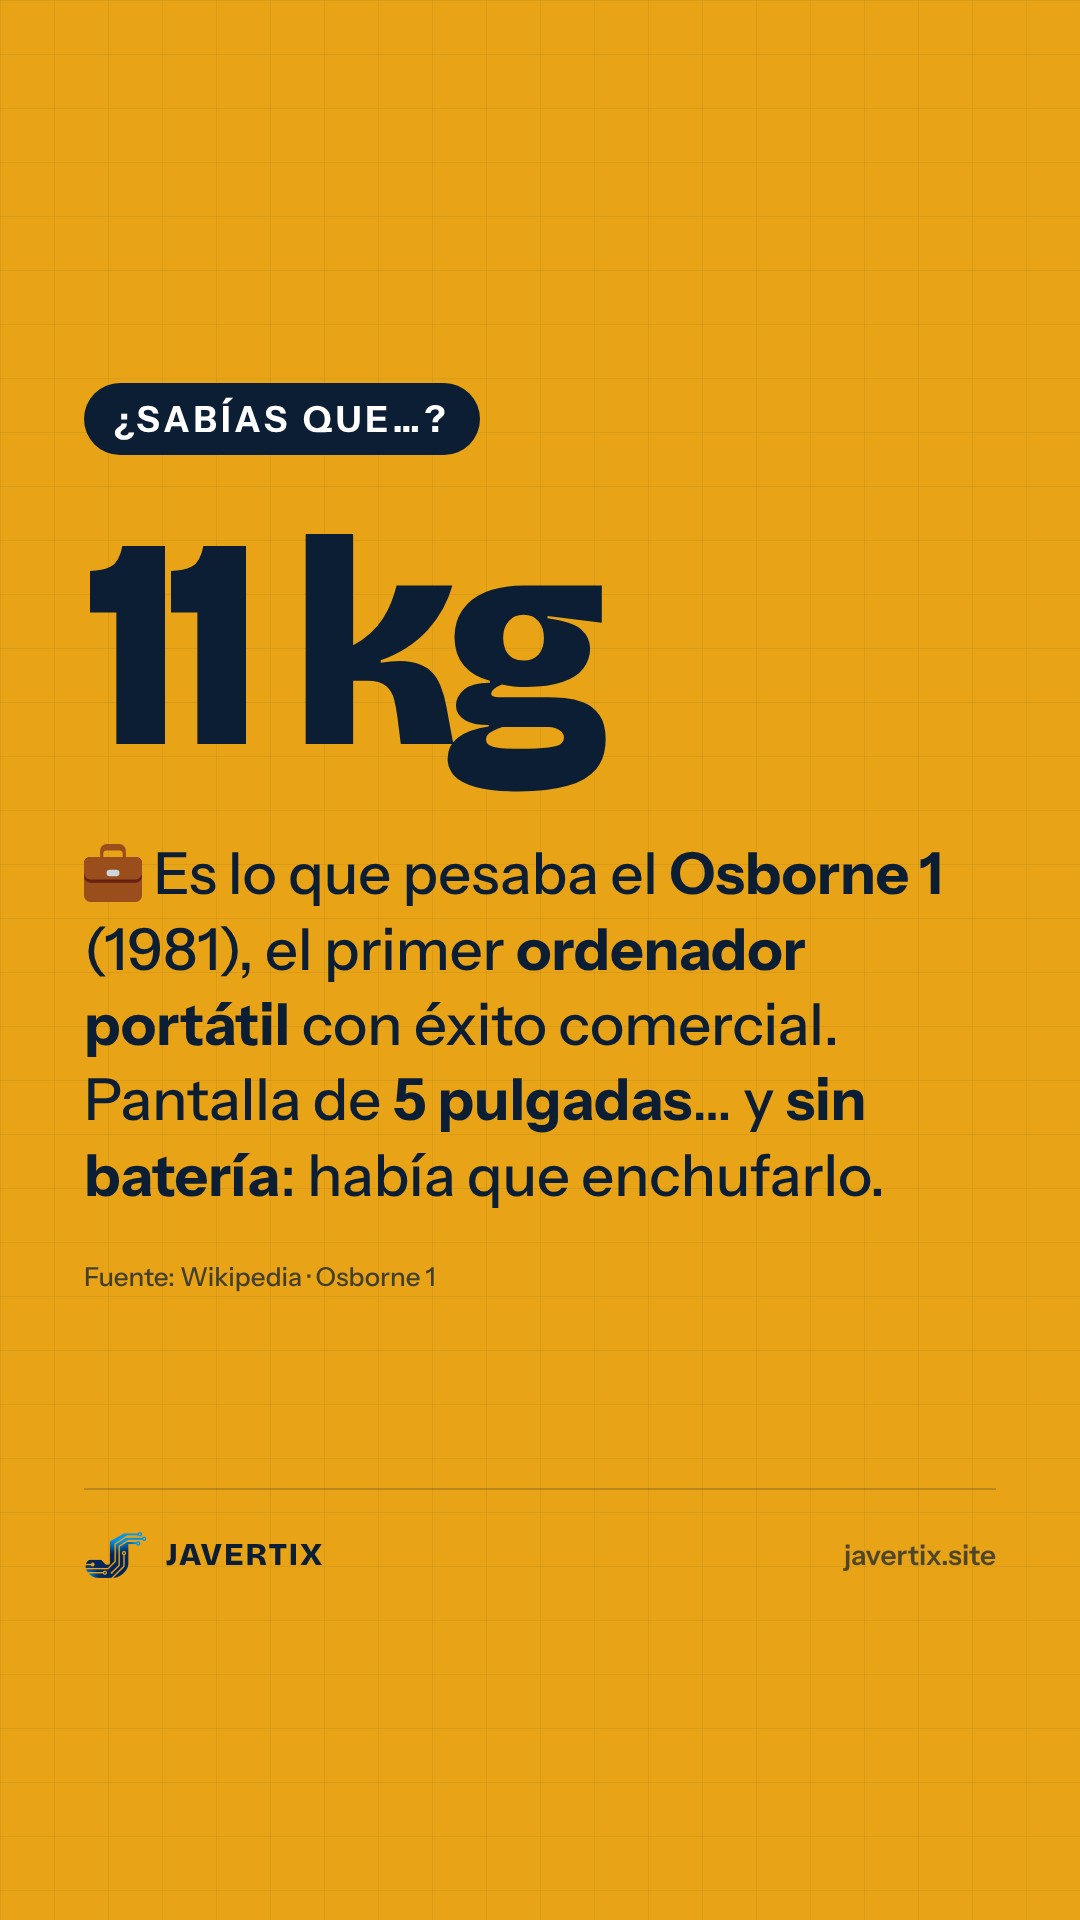 ¿SABÍAS QUE...?
11 kg
Es lo que pesaba el Osborne 1
(1981), el primer ordenador
portátil con éxito comercial.
Pantalla de 5 pulgadas... y sin
batería: había que enchufarlo.
Fuente: Wikipedia · Osborne 1
JAVERTIX
javertix.site